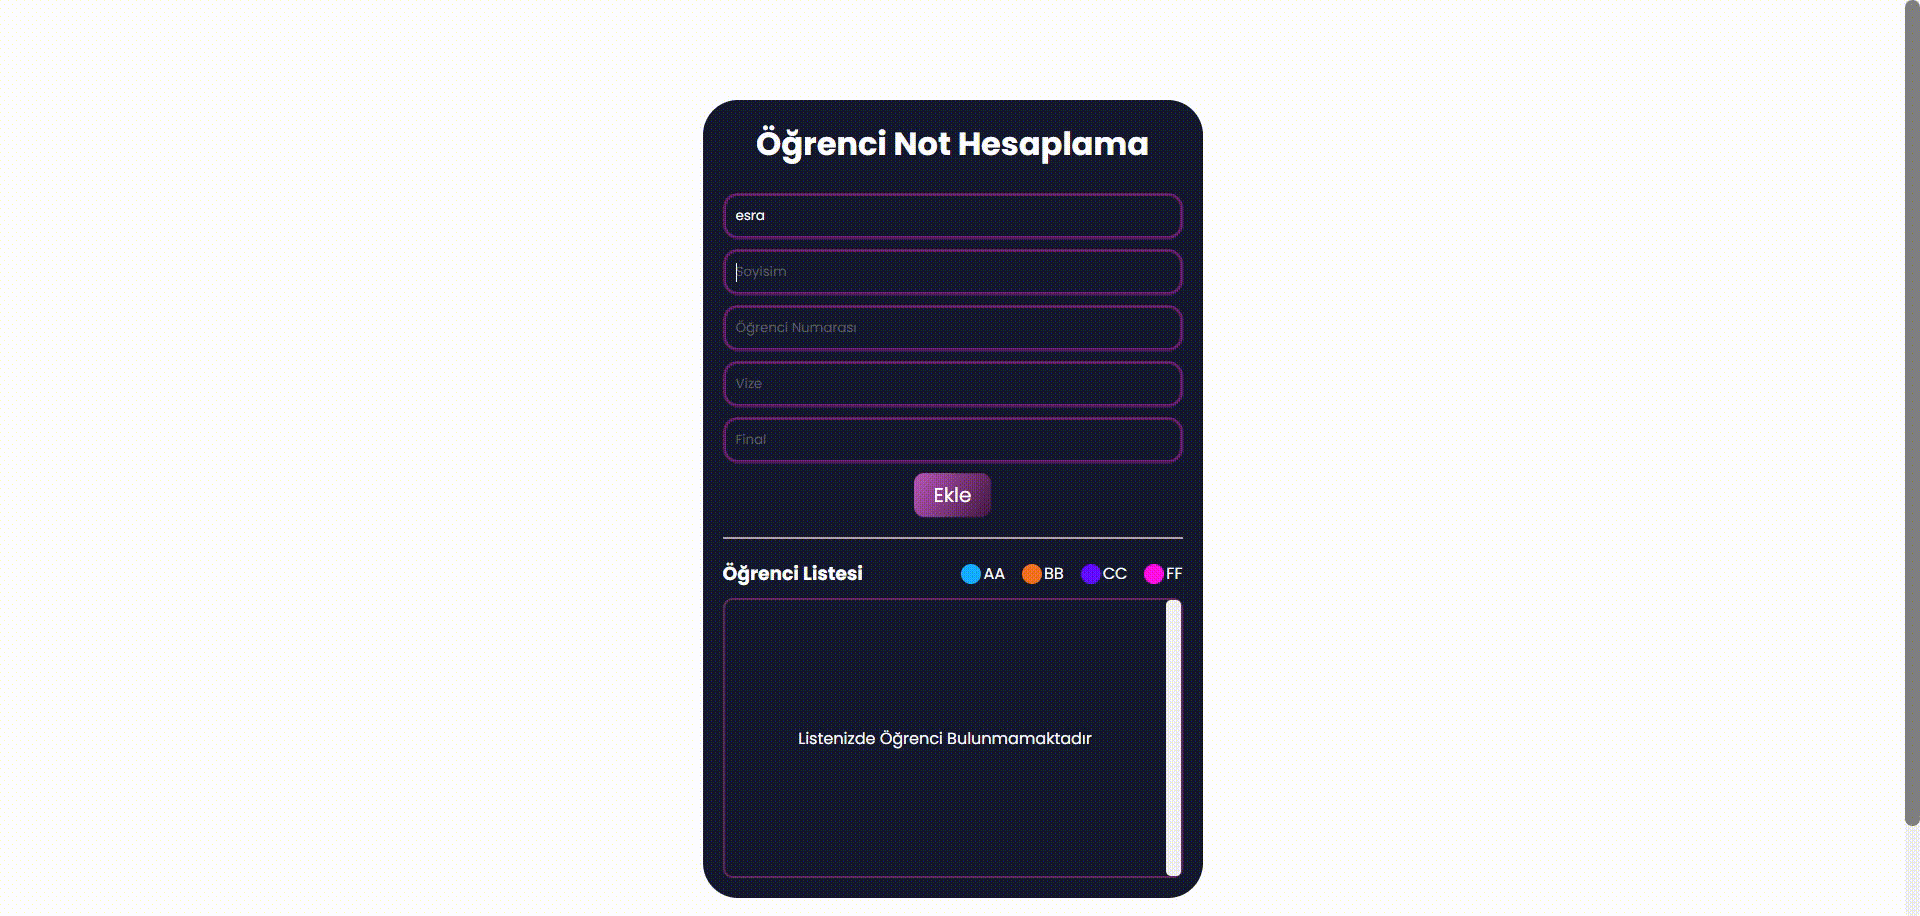 Öğrenci Not Hesaplama
esra
Soyisim
Öğrenci Numarası
Vize
Final
Ekle
Öğrenci Listesi AA BB CC FF
Listenizde Öğrenci Bulunmamaktadır